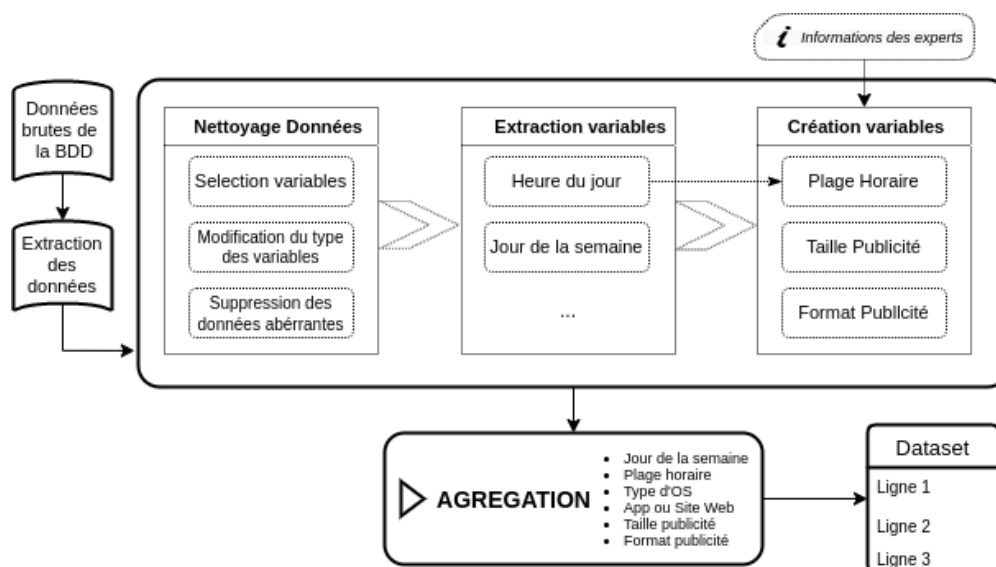 Informations des experts
Données
brutes de
la BDD
Extraction
des
données
Nettoyage Données
Selection variables
Modification du type
des variables
Suppression des
données abérrantes
Extraction variables
Heure du jour
Jour de la semaine
...
Création variables
Plage Horaire
Taille Publicité
Format Publlcité
AGREGATION
• Jour de la semaine
• Plage horaire
• Type d'OS
• App ou Site Web
• Taille publicité
• Format publicité
Dataset
Ligne 1
Ligne 2
Ligne 3